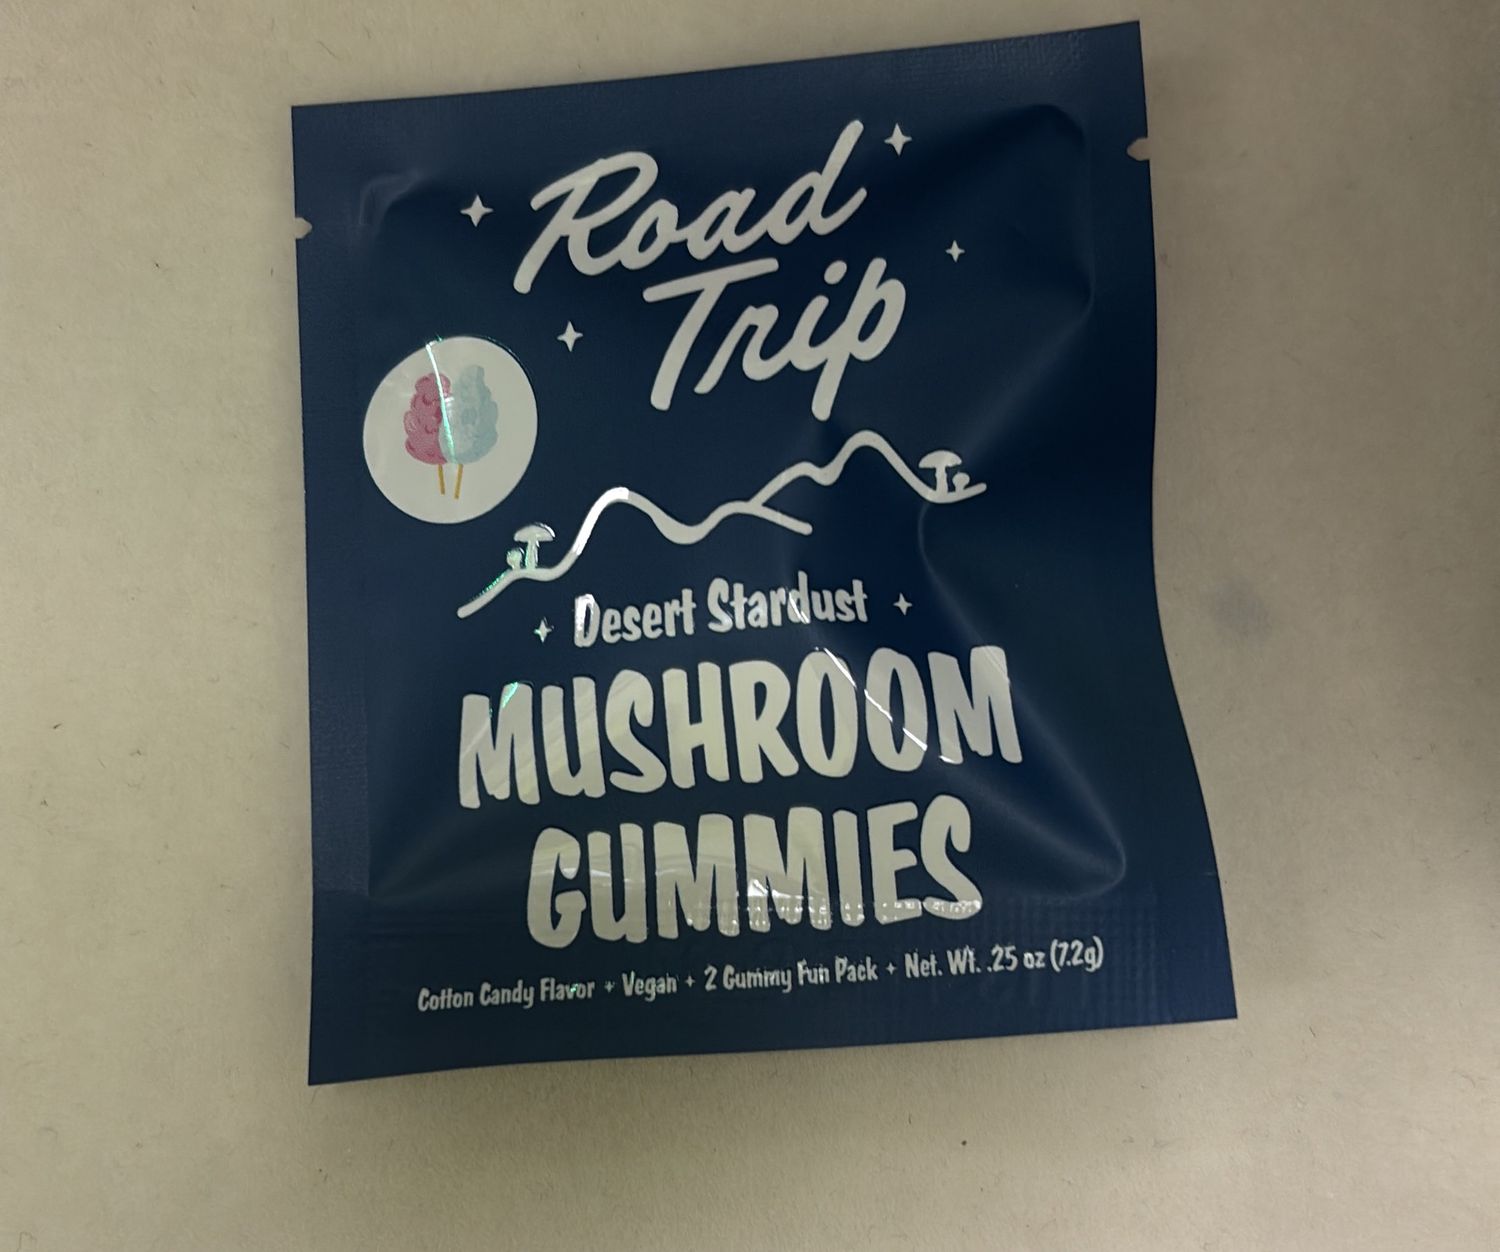 Road
Trip
Desert Stardust
MUSHROOM
GUMMIES
Cotton Candy Flavor + Vegan + 2 Gummy Fun Pack + Net. Wt. .25 oz (7.2g)